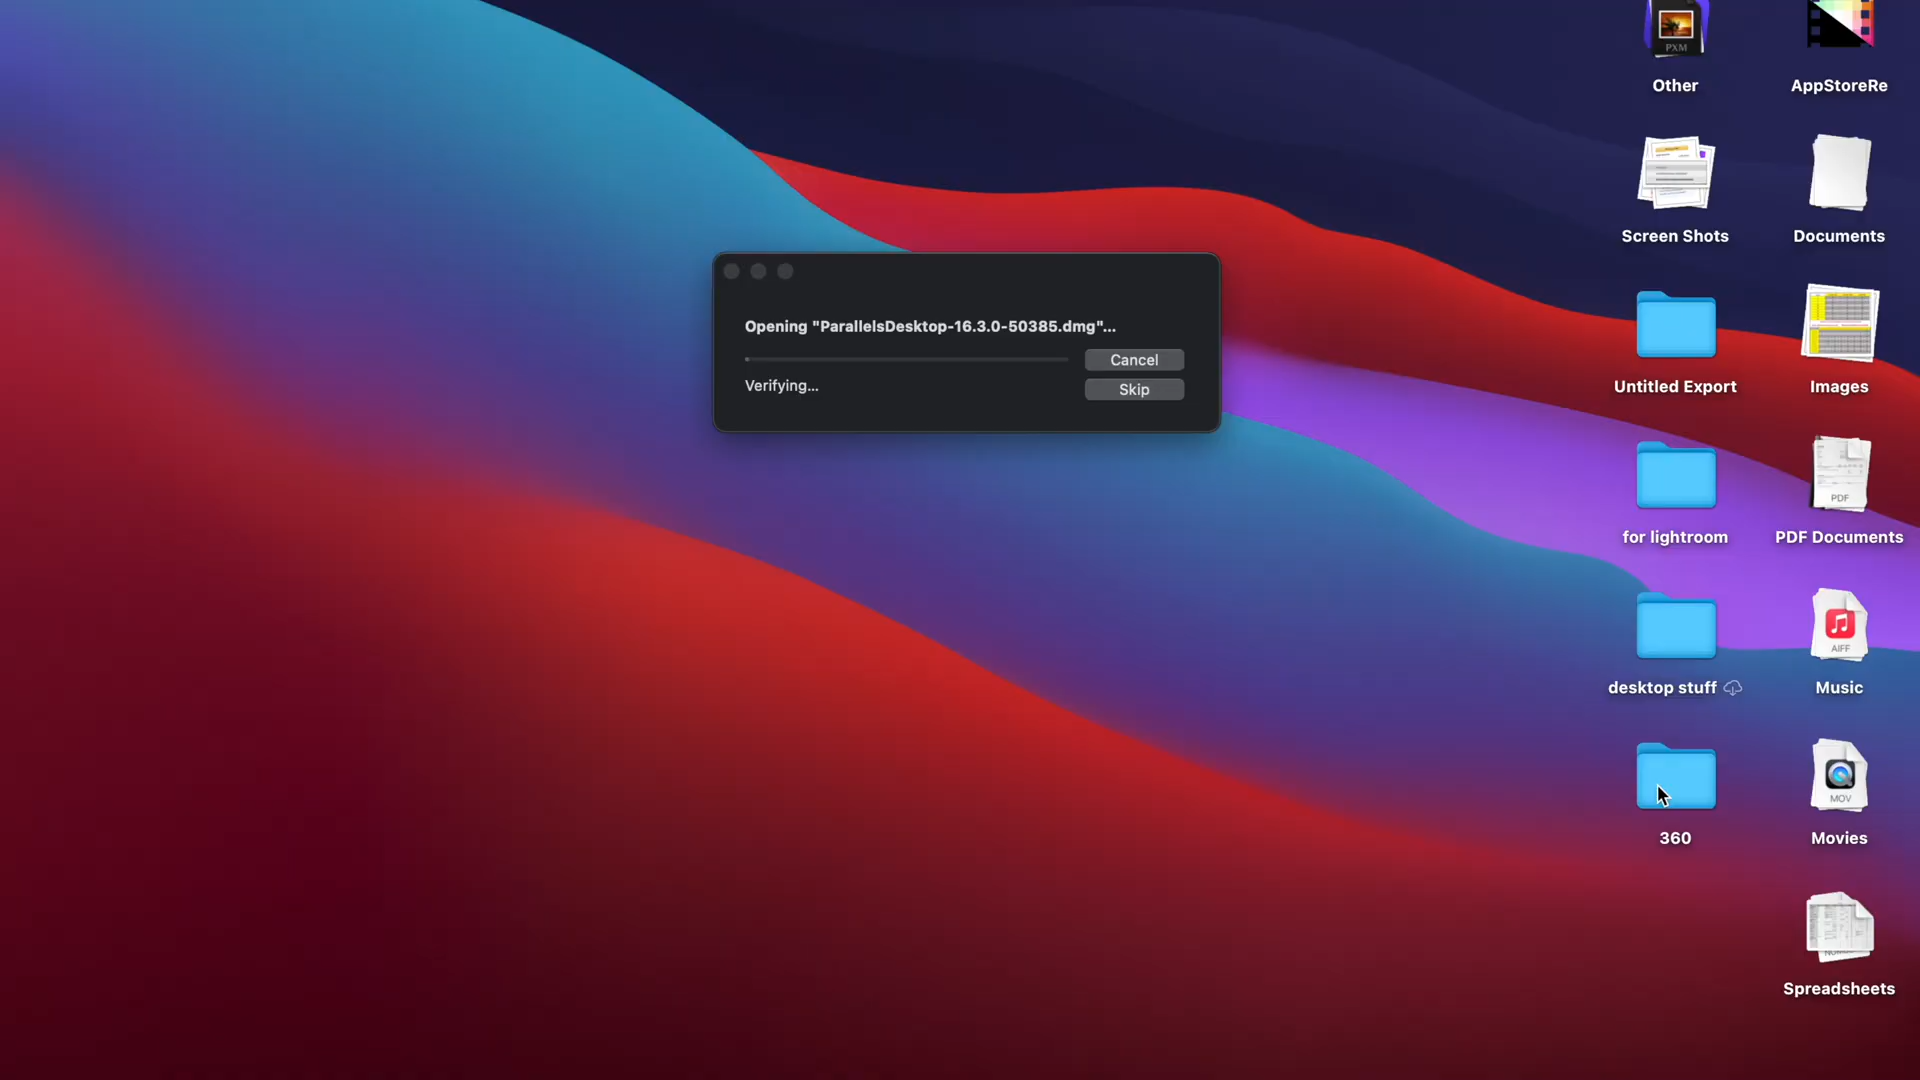 PXM
Other
AppStoreRe
Screen Shots
Documents
Opening "ParallelsDesktop-16.3.0-50385.dmg"...
Cancel
Verifying...
Skip
Untitled Export
Images
PDF
for lightroom
PDF Documents
AIFF
desktop stuff
Music
MOV
360
Movies
Spreadsheets